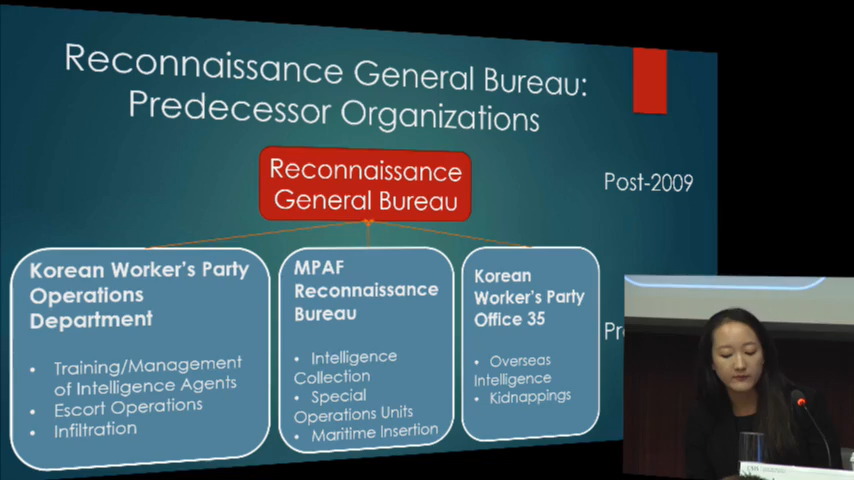 Reconnaissance General Bureau:
Predecessor Organizations
Reconnaissance
General Bureau
Post-2009
Korean Worker's Party
Operations
Department
• Training/Management
of Intelligence Agents
• Escort Operations
• Infiltration
MPAF
Reconnaissance
Bureau
• Intelligence
Collection
• Special
Operations Units
• Maritime Insertion
Korean
Worker's Party
Office 35
• Overseas
Intelligence
• Kidnappings